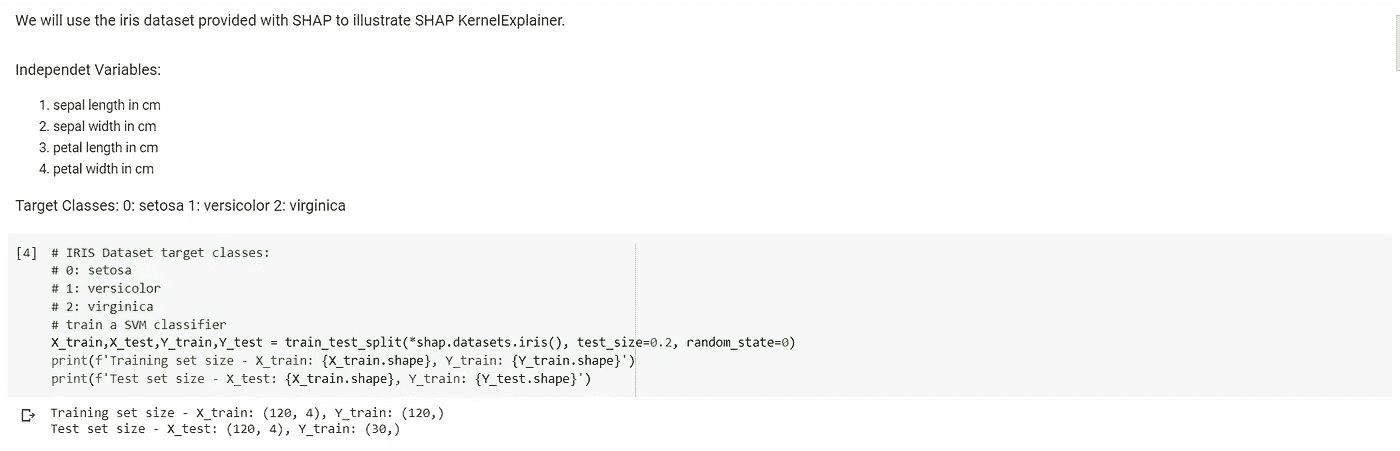 We will use the iris dataset provided with SHAP to illustrate SHAP KernelExplainer.
Independet Variables:
1. sepal length in cm
2. sepal width in cm
3. petal length in cm
4. petal width in cm
Target Classes: 0: setosa 1: versicolor 2: virginica
[4] # IRIS Dataset target classes:
# 0: setosa
# 1: versicolor
# 2: virginica
# train a SVM classifier
X_train,X_test,Y_train,Y_test = train_test_split(*shap.datasets.iris(), test_size=0.2, random_state=0)
print(f'Training set size - X_train: {X_train.shape}, Y_train: {Y_train.shape}')
print(f'Test set size - X_test: {X_train.shape}, Y_train: {Y_test.shape}')
Training set size - X_train: (120, 4), Y_train: (120,)
Test set size - X_test: (120, 4), Y_train: (30,)